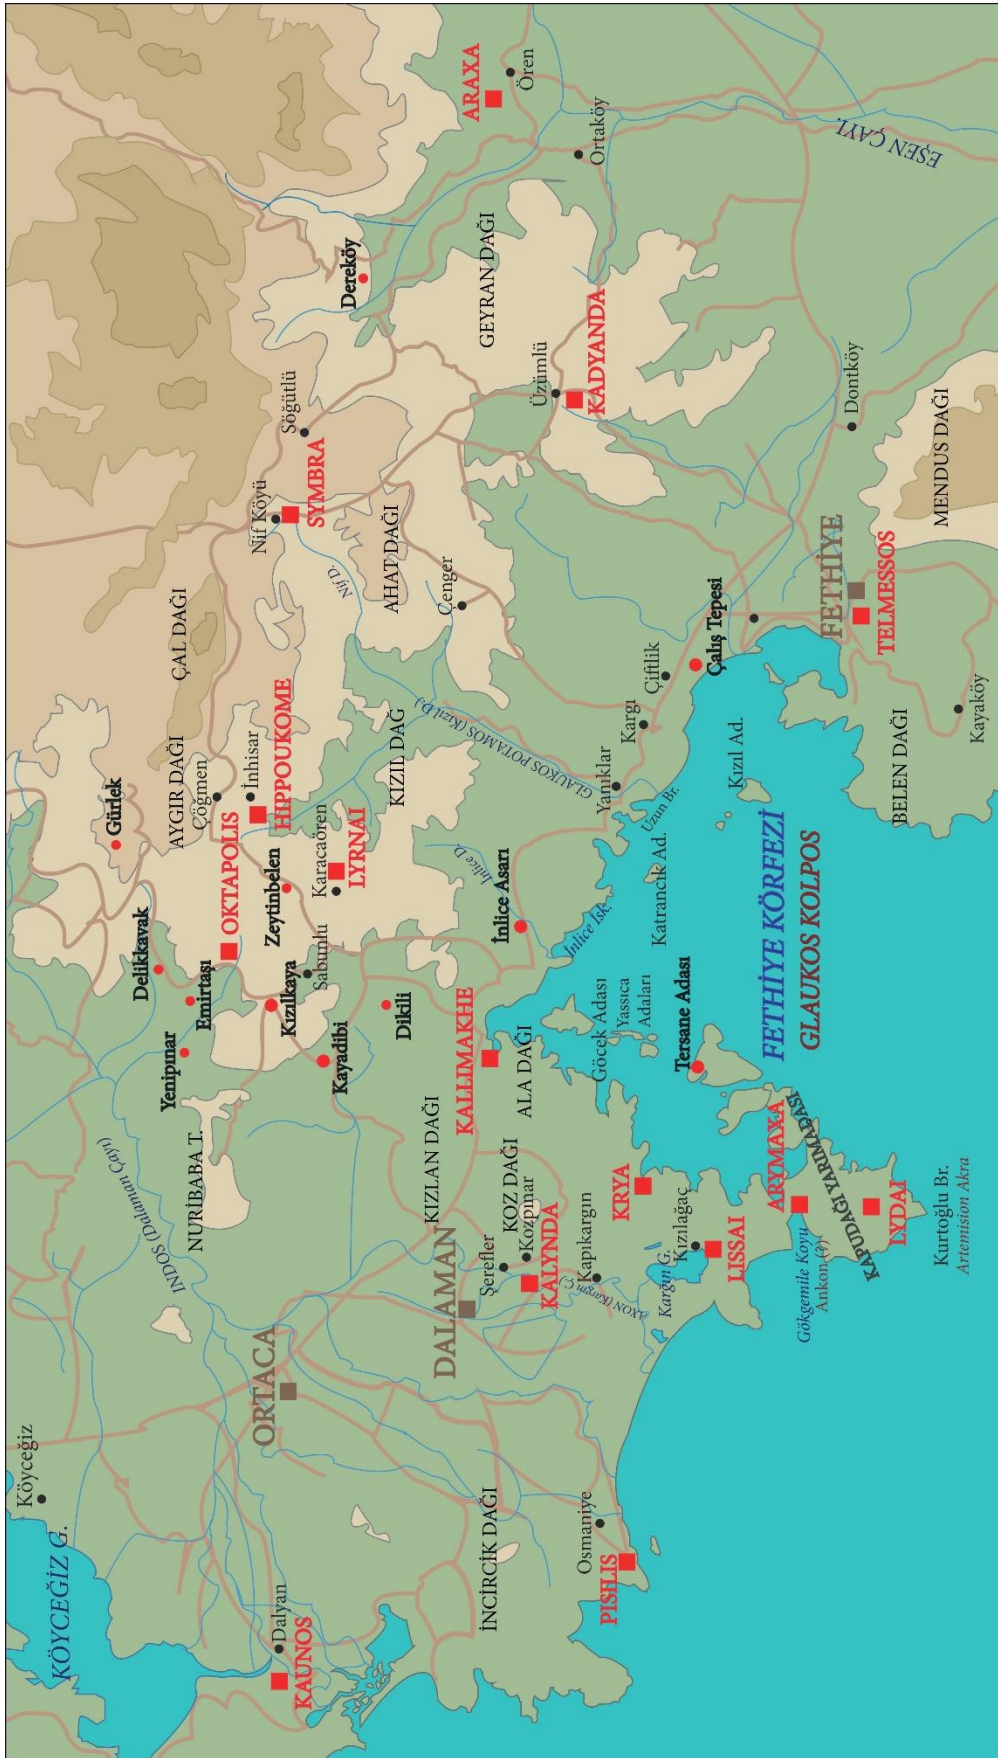 KÖYCEĞİZ G.
Köyceğiz
Dalyan
KAUNOS
ORTACA
INDOS (Dalaman Çayı)
NURİBABA T.
Yenipınar
Emirtaşı
Delikkavak
Gürlek
OKTAPOLIS
AYGIR DAĞI
ÇAL DAĞI
Çöğmen
İnhisar
HIPPOUKOME
Zeytinbelen
Kızılkaya
Sabunlu
Karacaören
LYRNAI
Kayadibi
Dikili
KIZIL DAĞ
Nif Köyü
SYMBRA
Söğütlü
Nif D.
AHAT DAĞI
Çenger
Dereköy
ARAXA
Ören
Ortaköy
EŞEN ÇAYI.
GEYRAN DAĞI
Üzümlü
KADYANDA
İNCİRCİK DAĞI
Osmaniye
PISILIS
DALAMAN
KIZLAN DAĞI
Şerefler
KOZ DAĞI
Kozpınar
KALYNDA
Kapıkargın
AXON (Kargın Ç.)
Kargın G.
KALLIMAKHE
ALA DAĞI
İnlice D.
İnlice Asarı
İnlice İsk.
GLAUKOS POTAMOS (Kızıl D.)
Yanıklar
Kargı
Çiftlik
Uzun Br.
Katrancık Ad.
Göcek Adası
Yassıca
Adaları
Tersane Adası
KRYA
Kızılağaç
LISSAI
ARYMAXA
Gökgemile Koyu
Ankon (?)
KAPUDAĞI YARIMADASI
LYDAI
Kurtoğlu Br.
Artemision Akra
FETHİYE KÖRFEZİ
GLAUKOS KOLPOS
Kızıl Ad.
Çalış Tepesi
FETHİYE
TELMESSOS
BELEN DAĞI
Kayaköy
Dontköy
MENDUS DAĞI